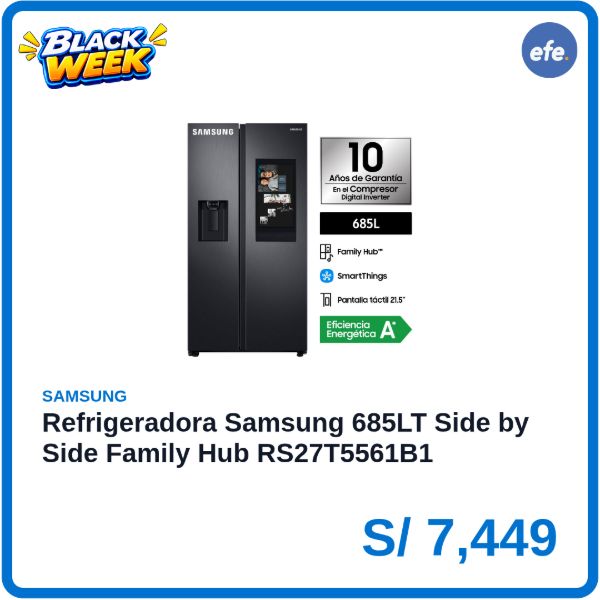 BLACK
WEEK
efe.
SAMSUNG
10
Años de Garantía
En el Compresor
Digital Inverter
685L
Family Hub™
SmartThings
Pantalla táctil 21.5"
Eficiencia
Energética
A*
SAMSUNG
Refrigeradora Samsung 685LT Side by
Side Family Hub RS27T5561B1
S/ 7,449